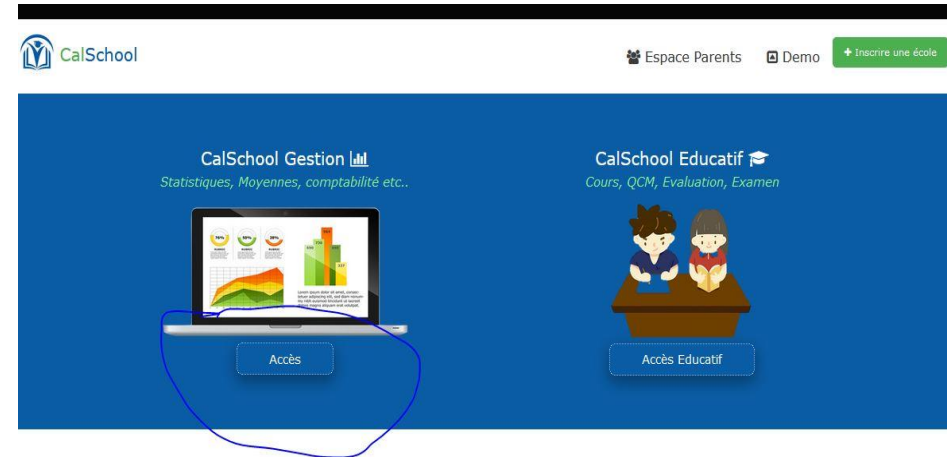 CalSchool
Espace Parents
Demo
+ Inscrire une école
CalSchool Gestion
Statistiques, Moyennes, comptabilité etc..
CalSchool Educatif
Cours, QCM, Evaluation, Examen
Accès
Accès Educatif